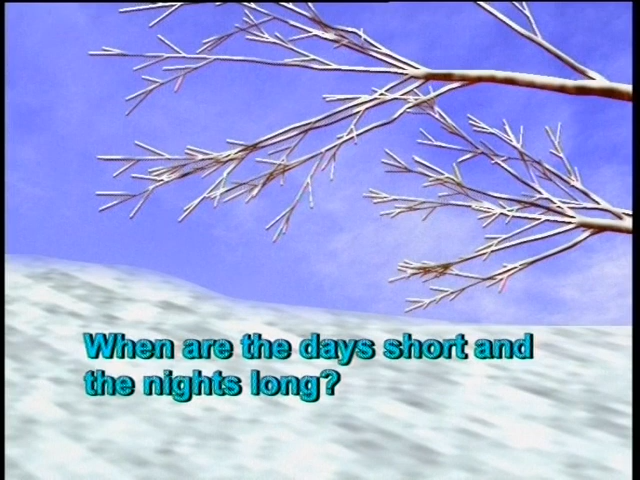 When are the days short and
the nights long?